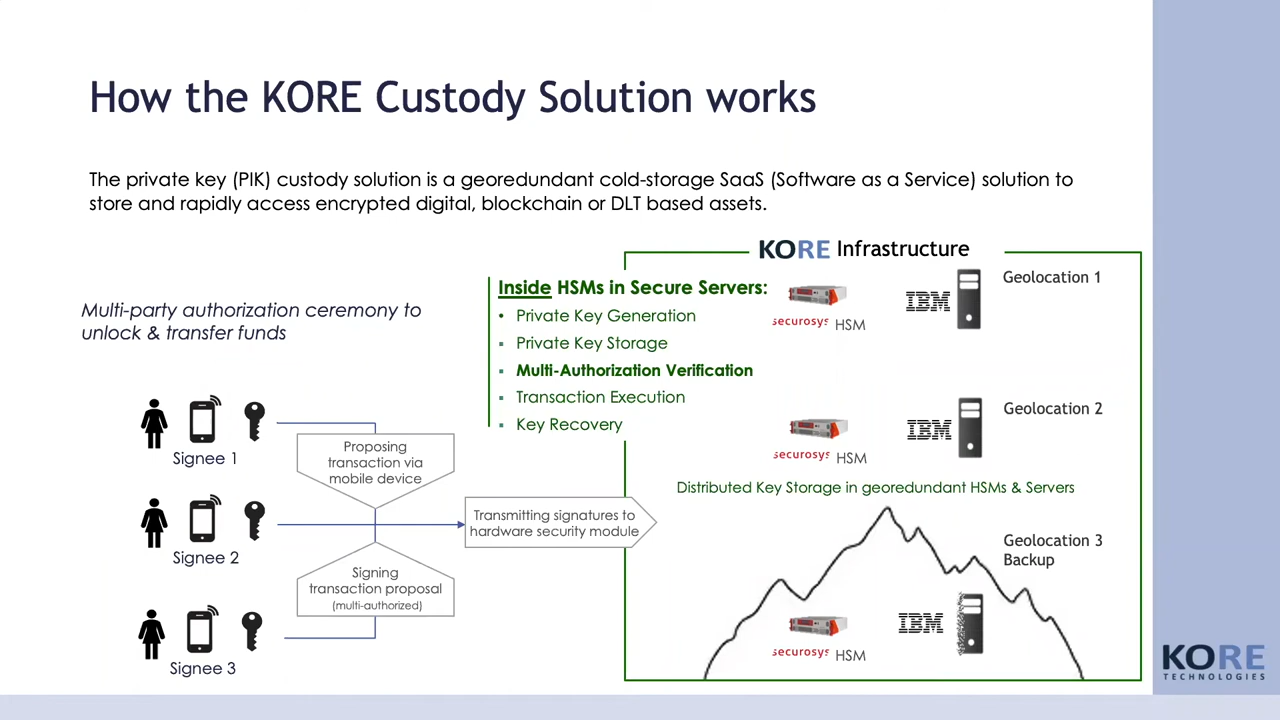 How the KORE Custody Solution works
The private key (PIK) custody solution is a georedundant cold-storage SaaS (Software as a Service) solution to
store and rapidly access encrypted digital, blockchain or DLT based assets.
KORE Infrastructure
Multi-party authorization ceremony to
unlock & transfer funds
Inside HSMs in Secure Servers:
• Private Key Generation
▪ Private Key Storage
▪ Multi-Authorization Verification
▪ Transaction Execution
▪ Key Recovery
securosys HSM
IBM
Geolocation 1
securosys HSM
IBM
Geolocation 2
Distributed Key Storage in georedundant HSMs & Servers
Geolocation 3
Backup
securosys HSM
IBM
Signee 1
Signee 2
Signee 3
Proposing
transaction via
mobile device
Transmitting signatures to
hardware security module
Signing
transaction proposal
(multi-authorized)
KORE
TECHNOLOGIES